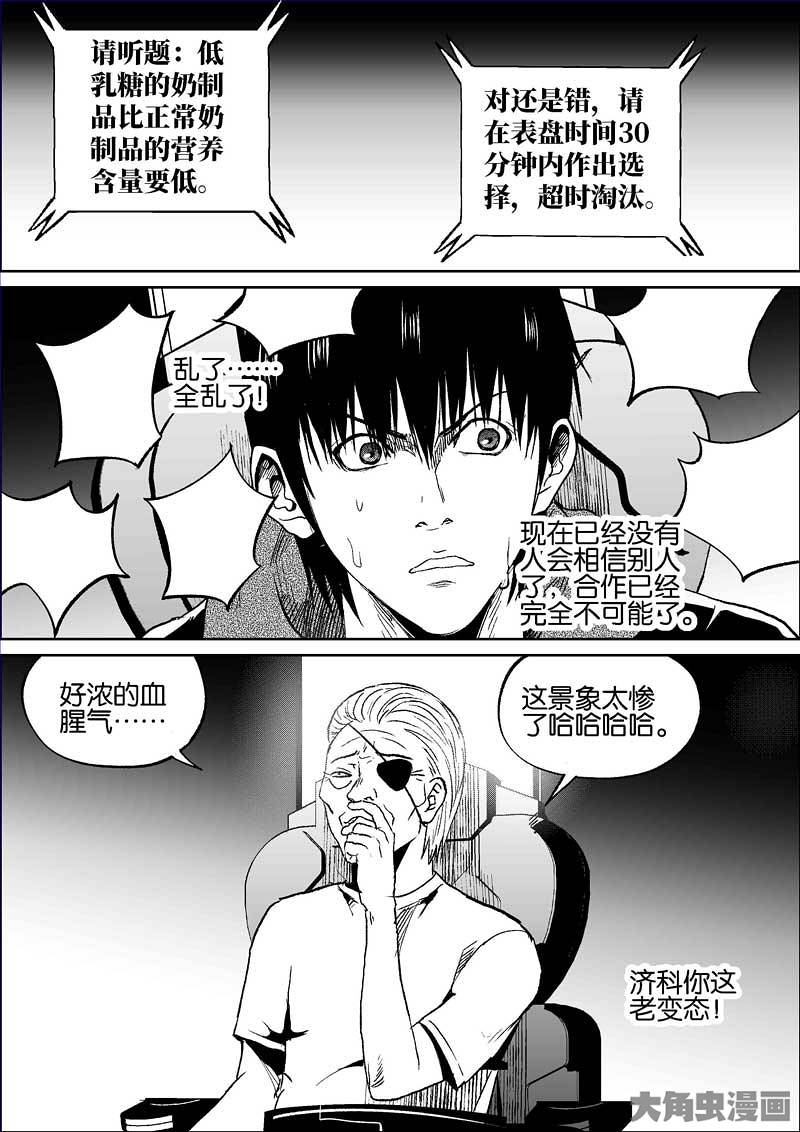 请听题：低
乳糖的奶制
品比正常奶
制品的营养
含量要低。
对还是错，请
在表盘时间30
分钟内作出选
择，超时淘汰。
乱了……
全乱了！
现在已经没有
人会相信别人
了，合作已经
完全不可能了。
好浓的血
腥气……
这景象太惨
了哈哈哈哈。
济科你这
老变态！
大角虫漫画